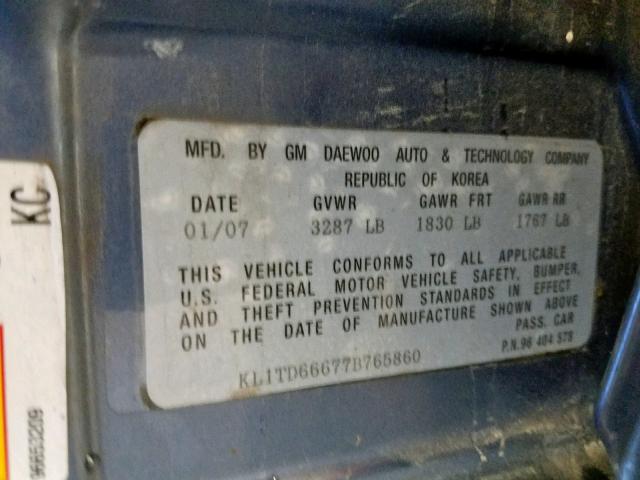 MFD. BY GM DAEWOO AUTO & TECHNOLOGY COMPANY
REPUBLIC OF KOREA
DATE GVWR GAWR FRT GAWR RR
01/07 3287 LB 1830 LB 1767 LB
THIS VEHICLE CONFORMS TO ALL APPLICABLE
U.S. FEDERAL MOTOR VEHICLE SAFETY, BUMPER,
AND THEFT PREVENTION STANDARDS IN EFFECT
ON THE DATE OF MANUFACTURE SHOWN ABOVE
PASS. CAR
P.N. 96 404 575
KL1TD66677B765860
KC
96653209